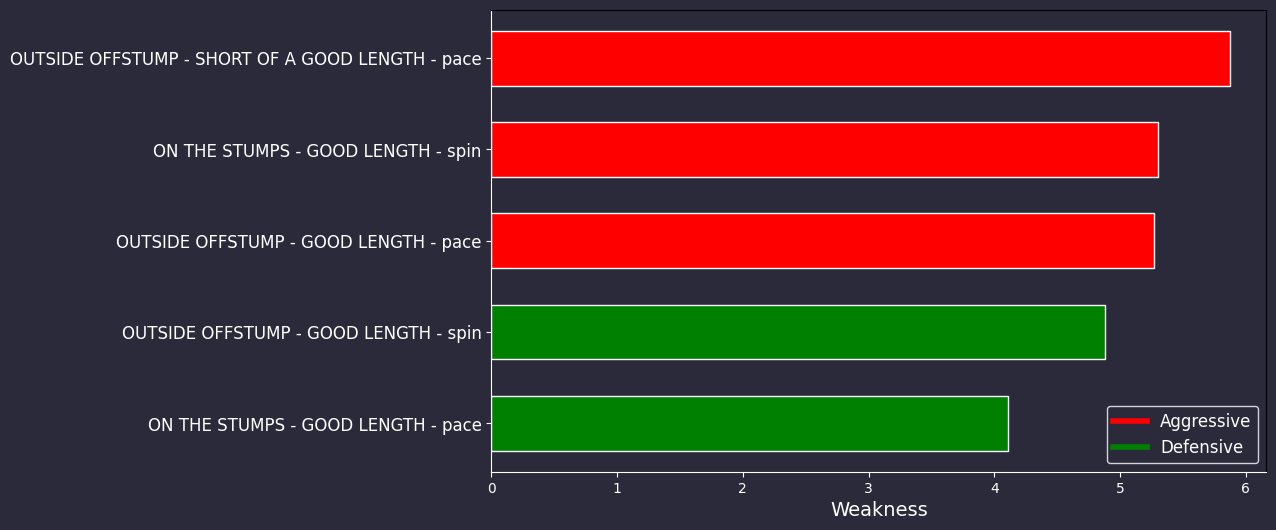 OUTSIDE OFFSTUMP - SHORT OF A GOOD LENGTH - pace
ON THE STUMPS - GOOD LENGTH - spin
OUTSIDE OFFSTUMP - GOOD LENGTH - pace
OUTSIDE OFFSTUMP - GOOD LENGTH - spin
ON THE STUMPS - GOOD LENGTH - pace
Aggressive
Defensive
0 1 2 3 4 5 6
Weakness